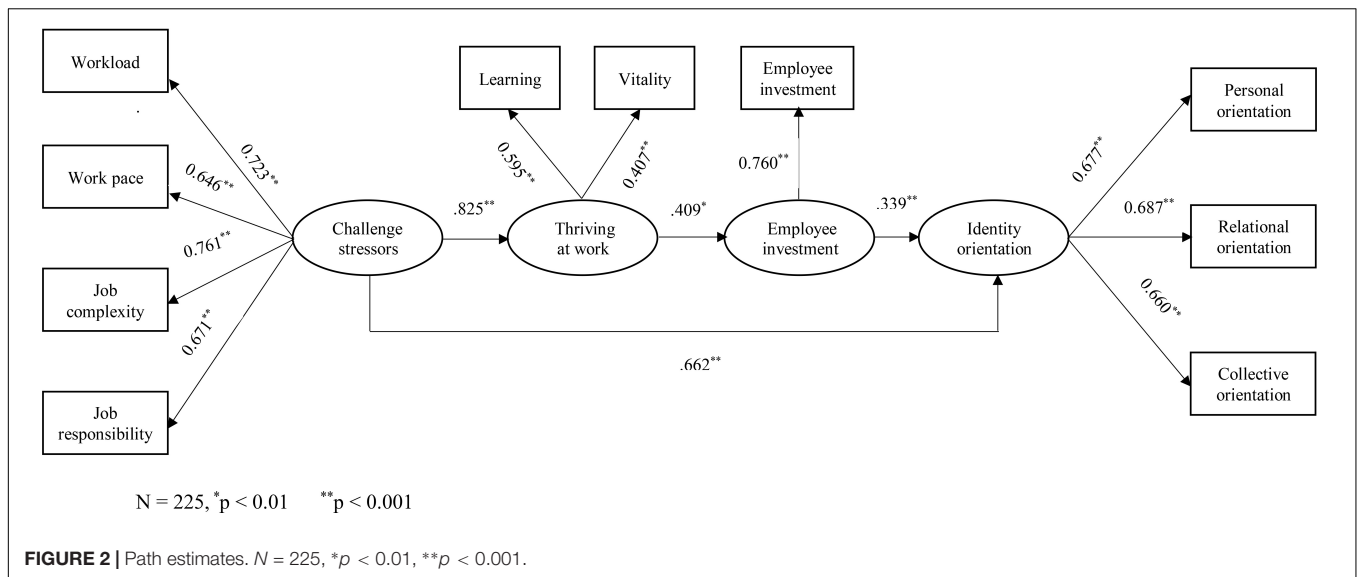 Workload
Work pace
Job
complexity
Job
responsibility
0.723**
0.646**
0.761**
0.671**
Challenge
stressors
.825**
Learning
Vitality
0.595**
0.407**
Thriving
at work
.409*
Employee
investment
0.760**
Employee
investment
.339**
Identity
orientation
.662**
0.677**
0.687**
0.660**
Personal
orientation
Relational
orientation
Collective
orientation
N = 225, *p < 0.01 **p < 0.001
FIGURE 2 | Path estimates. N = 225, *p < 0.01, **p < 0.001.